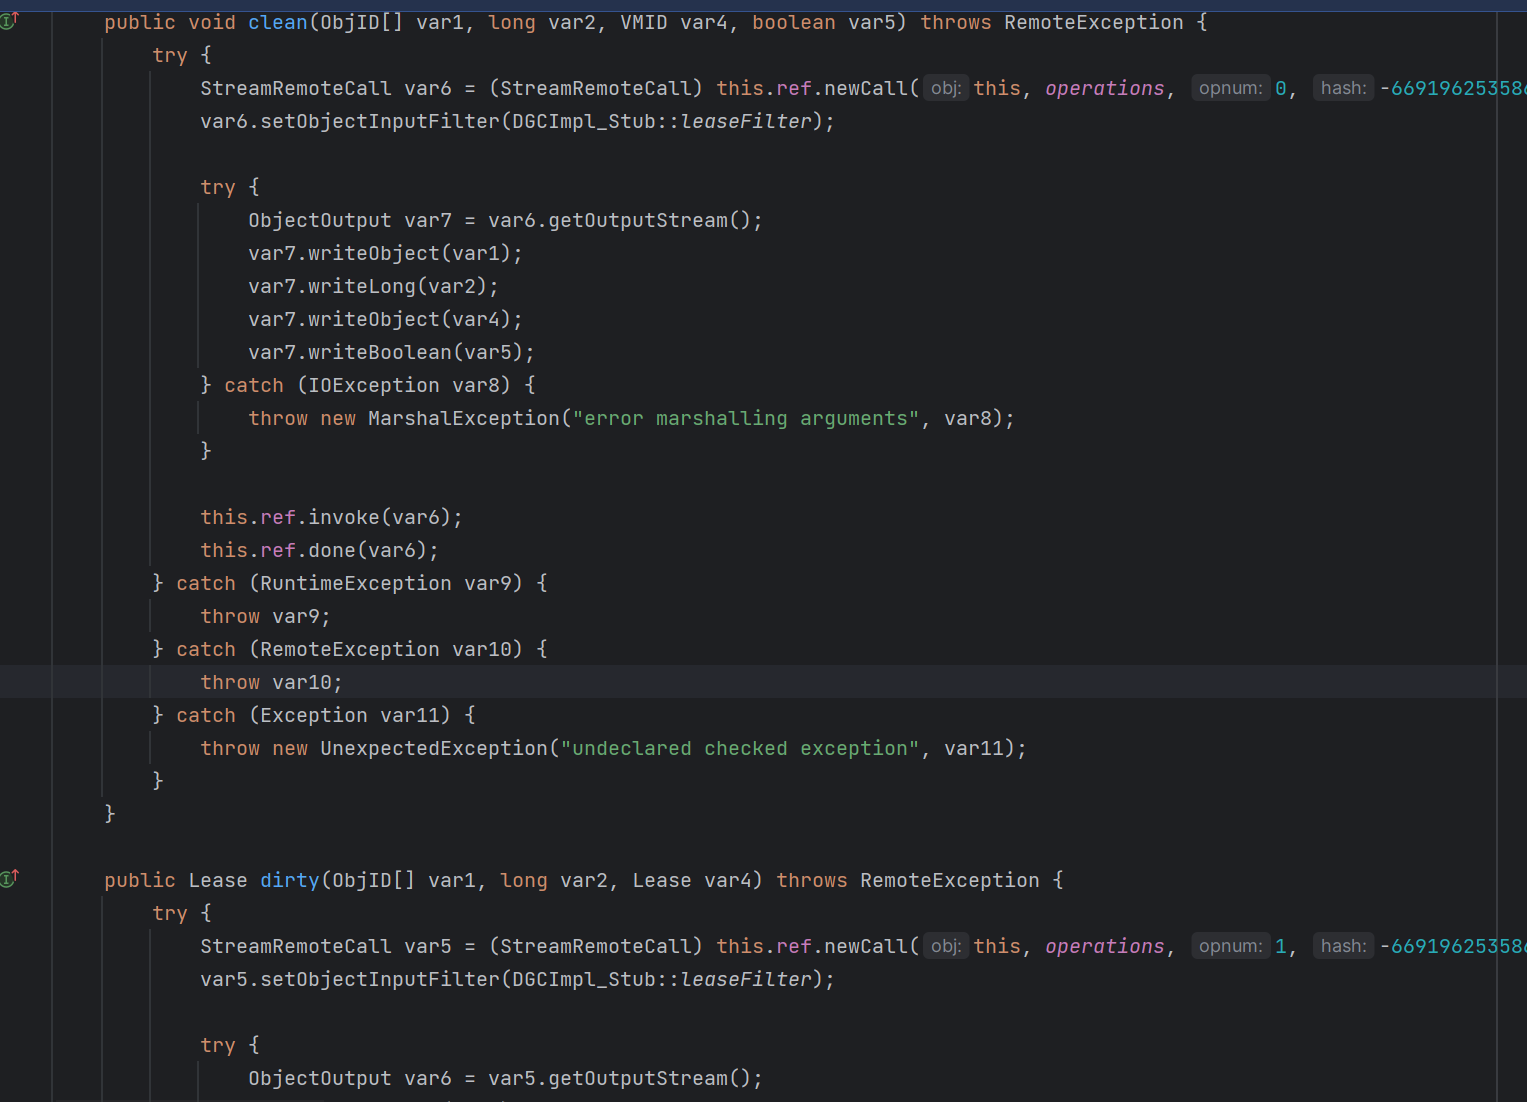 public void clean(ObjID[] var1, long var2, VMID var4, boolean var5) throws RemoteException {
try {
StreamRemoteCall var6 = (StreamRemoteCall) this.ref.newCall( obj: this, operations, opnum: 0, hash: -669196253586
var6.setObjectInputFilter(DGCImpl_Stub::leaseFilter);
try {
ObjectOutput var7 = var6.getOutputStream();
var7.writeObject(var1);
var7.writeLong(var2);
var7.writeObject(var4);
var7.writeBoolean(var5);
} catch (IOException var8) {
throw new MarshalException("error marshalling arguments", var8);
}
this.ref.invoke(var6);
this.ref.done(var6);
} catch (RuntimeException var9) {
throw var9;
} catch (RemoteException var10) {
throw var10;
} catch (Exception var11) {
throw new UnexpectedException("undeclared checked exception", var11);
}
}
public Lease dirty(ObjID[] var1, long var2, Lease var4) throws RemoteException {
try {
StreamRemoteCall var5 = (StreamRemoteCall) this.ref.newCall( obj: this, operations, opnum: 1, hash: -669196253586
var5.setObjectInputFilter(DGCImpl_Stub::leaseFilter);
try {
ObjectOutput var6 = var5.getOutputStream();